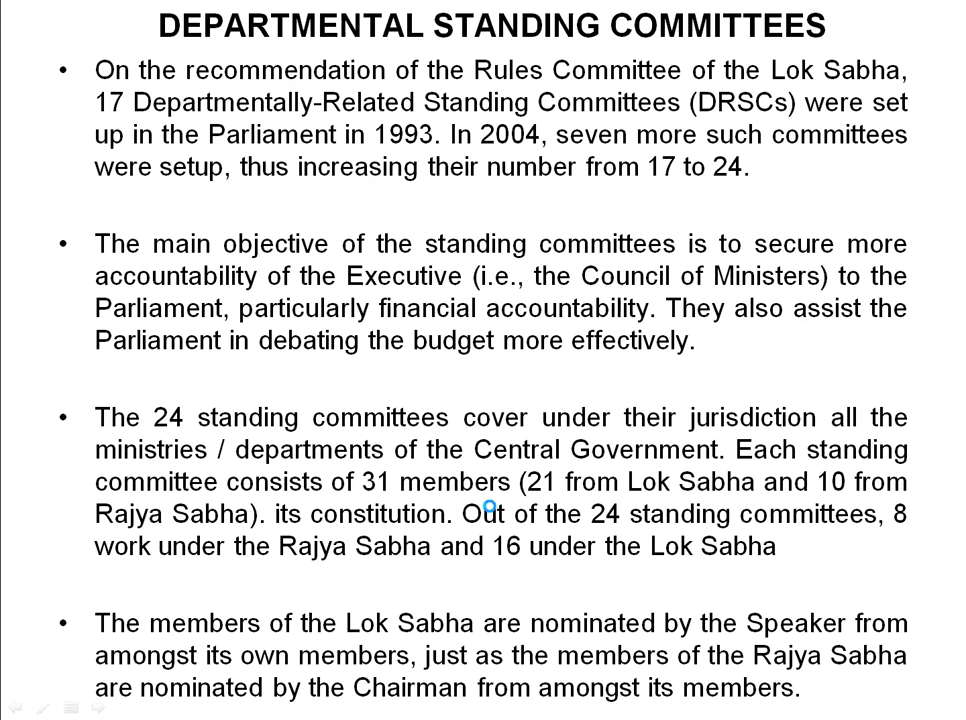 DEPARTMENTAL STANDING COMMITTEES
• On the recommendation of the Rules Committee of the Lok Sabha,
17 Departmentally-Related Standing Committees (DRSCs) were set
up in the Parliament in 1993. In 2004, seven more such committees
were setup, thus increasing their number from 17 to 24.
• The main objective of the standing committees is to secure more
accountability of the Executive (i.e., the Council of Ministers) to the
Parliament, particularly financial accountability. They also assist the
Parliament in debating the budget more effectively.
• The 24 standing committees cover under their jurisdiction all the
ministries / departments of the Central Government. Each standing
committee consists of 31 members (21 from Lok Sabha and 10 from
Rajya Sabha). its constitution. Out of the 24 standing committees, 8
work under the Rajya Sabha and 16 under the Lok Sabha
• The members of the Lok Sabha are nominated by the Speaker from
amongst its own members, just as the members of the Rajya Sabha
are nominated by the Chairman from amongst its members.